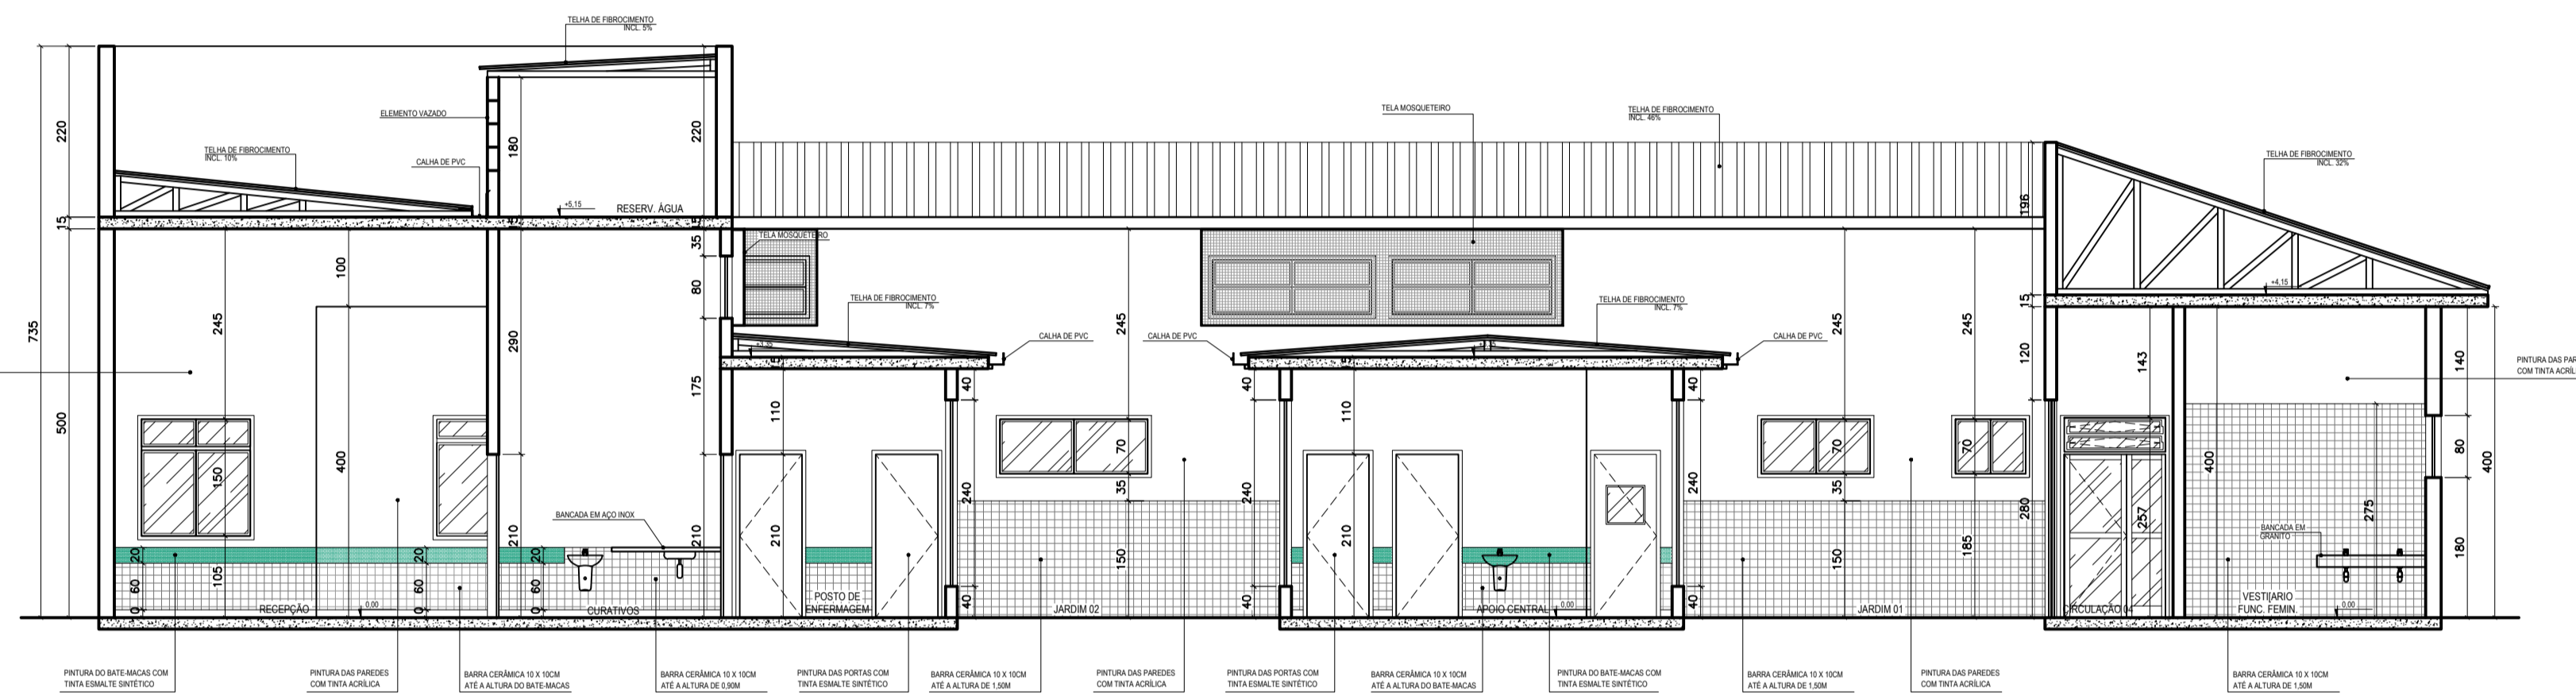 TELHA DE FIBROCIMENTO
INCL. 5%
ELEMENTO VAZADO
TELA MOSQUETEIRO
TELHA DE FIBROCIMENTO
INCL. 46%
TELHA DE FIBROCIMENTO
INCL. 10%
CALHA DE PVC
TELHA DE FIBROCIMENTO
INCL. 32%
220
180
220
196
15
+5,15
RESERV. ÁGUA
TELA MOSQUETEIRO
35
80
+4,15
15
735
500
100
245
400
290
175
TELHA DE FIBROCIMENTO
INCL. 7%
CALHA DE PVC
245
CALHA DE PVC
TELHA DE FIBROCIMENTO
INCL. 7%
CALHA DE PVC
245
245
120
143
140
PINTURA DAS PAR
COM TINTA ACRÍL
40
110
40
110
40
150
70
70
70
400
80
400
240
35
240
240
35
280
257
275
210
BANCADA EM AÇO INOX
210
210
210
BANCADA EM
GRANITO
20
20
20
105
60
60
60
150
150
185
180
0
0
0
40
40
40
RECEPÇÃO
0,00
CURATIVOS
POSTO DE
ENFERMAGEM
JARDIM 02
APOIO CENTRAL
0,00
JARDIM 01
CIRCULAÇÃO 04
VESTI[ARIO
FUNC. FEMIN.
0,00
PINTURA DO BATE-MACAS COM
TINTA ESMALTE SINTÉTICO
PINTURA DAS PAREDES
COM TINTA ACRÍLICA
BARRA CERÂMICA 10 X 10CM
ATÉ A ALTURA DO BATE-MACAS
BARRA CERÂMICA 10 X 10CM
ATÉ A ALTURA DE 0,90M
PINTURA DAS PORTAS COM
TINTA ESMALTE SINTÉTICO
BARRA CERÂMICA 10 X 10CM
ATÉ A ALTURA DE 1,50M
PINTURA DAS PAREDES
COM TINTA ACRÍLICA
PINTURA DAS PORTAS COM
TINTA ESMALTE SINTÉTICO
BARRA CERÂMICA 10 X 10CM
ATÉ A ALTURA DO BATE-MACAS
PINTURA DO BATE-MACAS COM
TINTA ESMALTE SINTÉTICO
BARRA CERÂMICA 10 X 10CM
ATÉ A ALTURA DE 1,50M
PINTURA DAS PAREDES
COM TINTA ACRÍLICA
BARRA CERÂMICA 10 X 10CM
ATÉ A ALTURA DE 1,50M